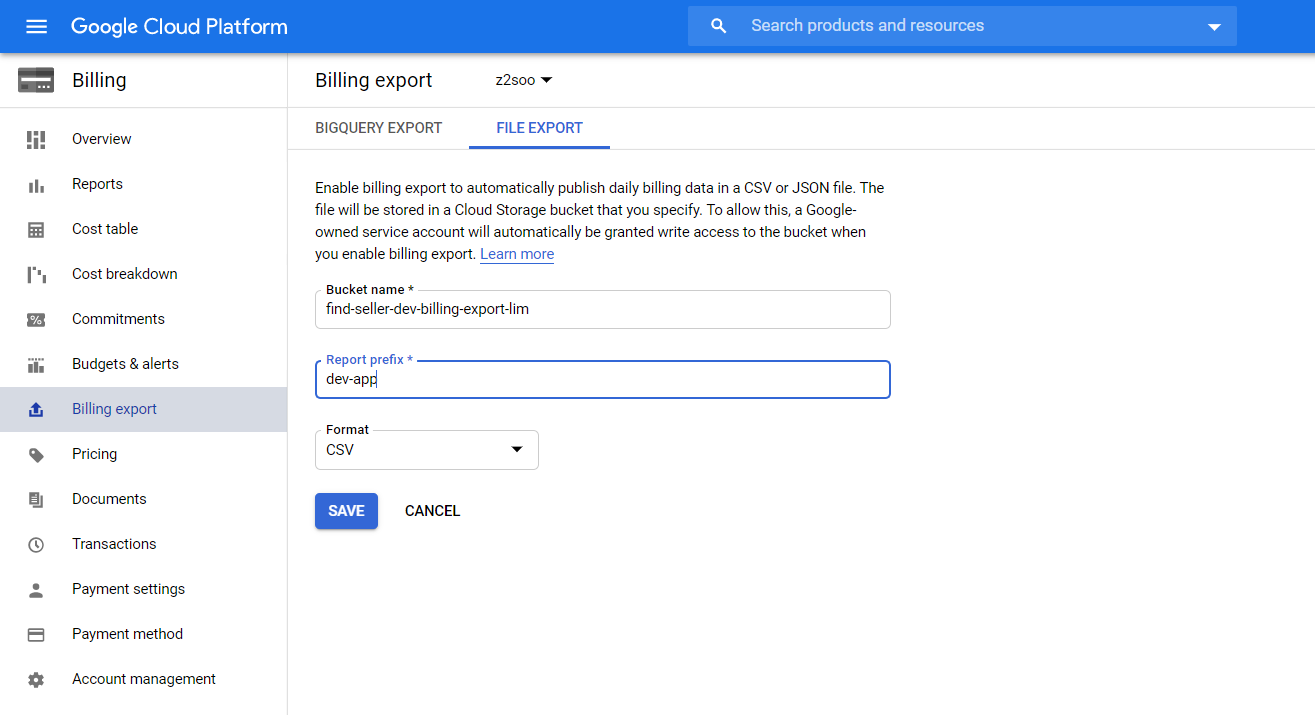 Google Cloud Platform
Search products and resources
Billing
Billing export
z2soo
BIGQUERY EXPORT
FILE EXPORT
Overview
Reports
Cost table
Cost breakdown
Commitments
Budgets & alerts
Billing export
Pricing
Documents
Transactions
Payment settings
Payment method
Account management
Enable billing export to automatically publish daily billing data in a CSV or JSON file. The
file will be stored in a Cloud Storage bucket that you specify. To allow this, a Google-
owned service account will automatically be granted write access to the bucket when
you enable billing export. Learn more
Bucket name *
find-seller-dev-billing-export-lim
Report prefix *
dev-app
Format
CSV
SAVE
CANCEL